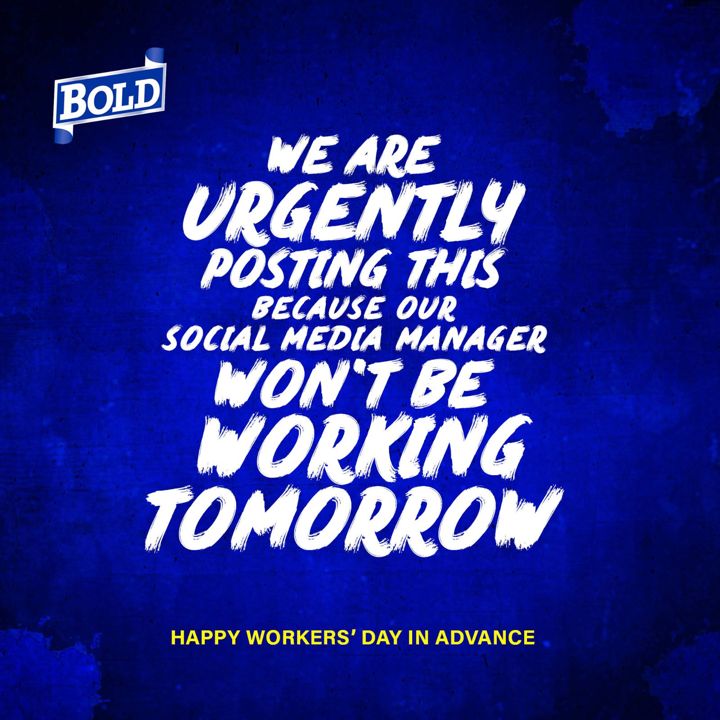 BOLD
WE ARE
URGENTLY
POSTING THIS
BECAUSE OUR
SOCIAL MEDIA MANAGER
WON'T BE
WORKING
TOMORROW
HAPPY WORKERS' DAY IN ADVANCE